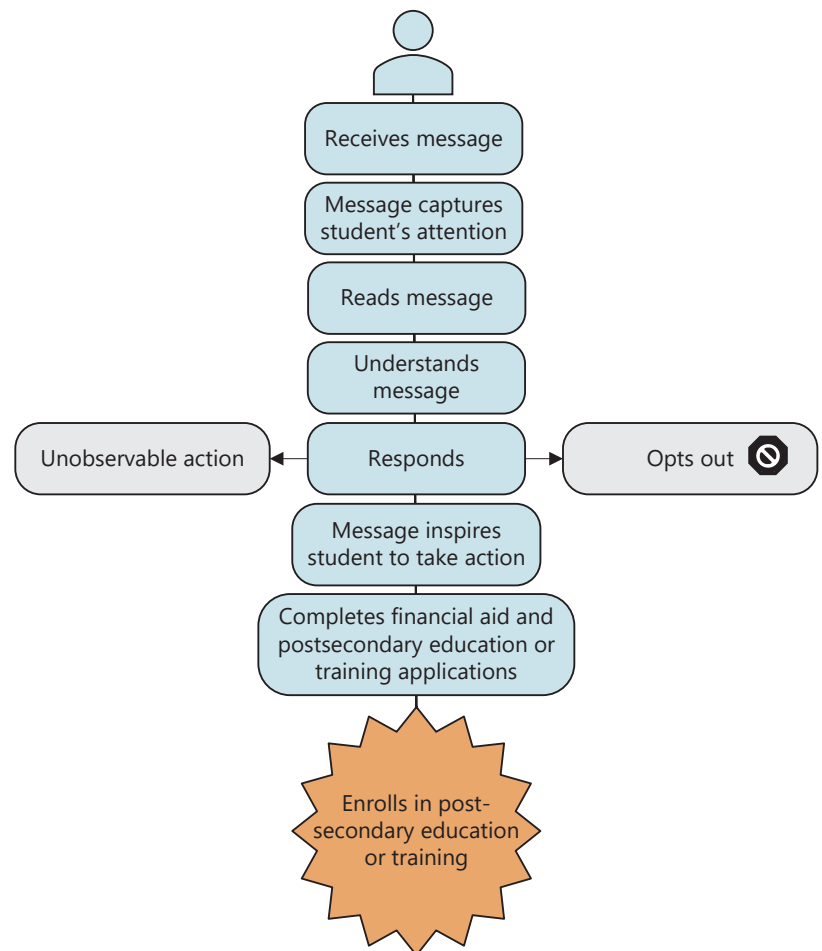 Receives message
Message captures
student’s attention
Reads message
Understands
message
Unobservable action
Responds
Opts out
Message inspires
student to take action
Completes financial aid and
postsecondary education or
training applications
Enrolls in post-
secondary education
or training